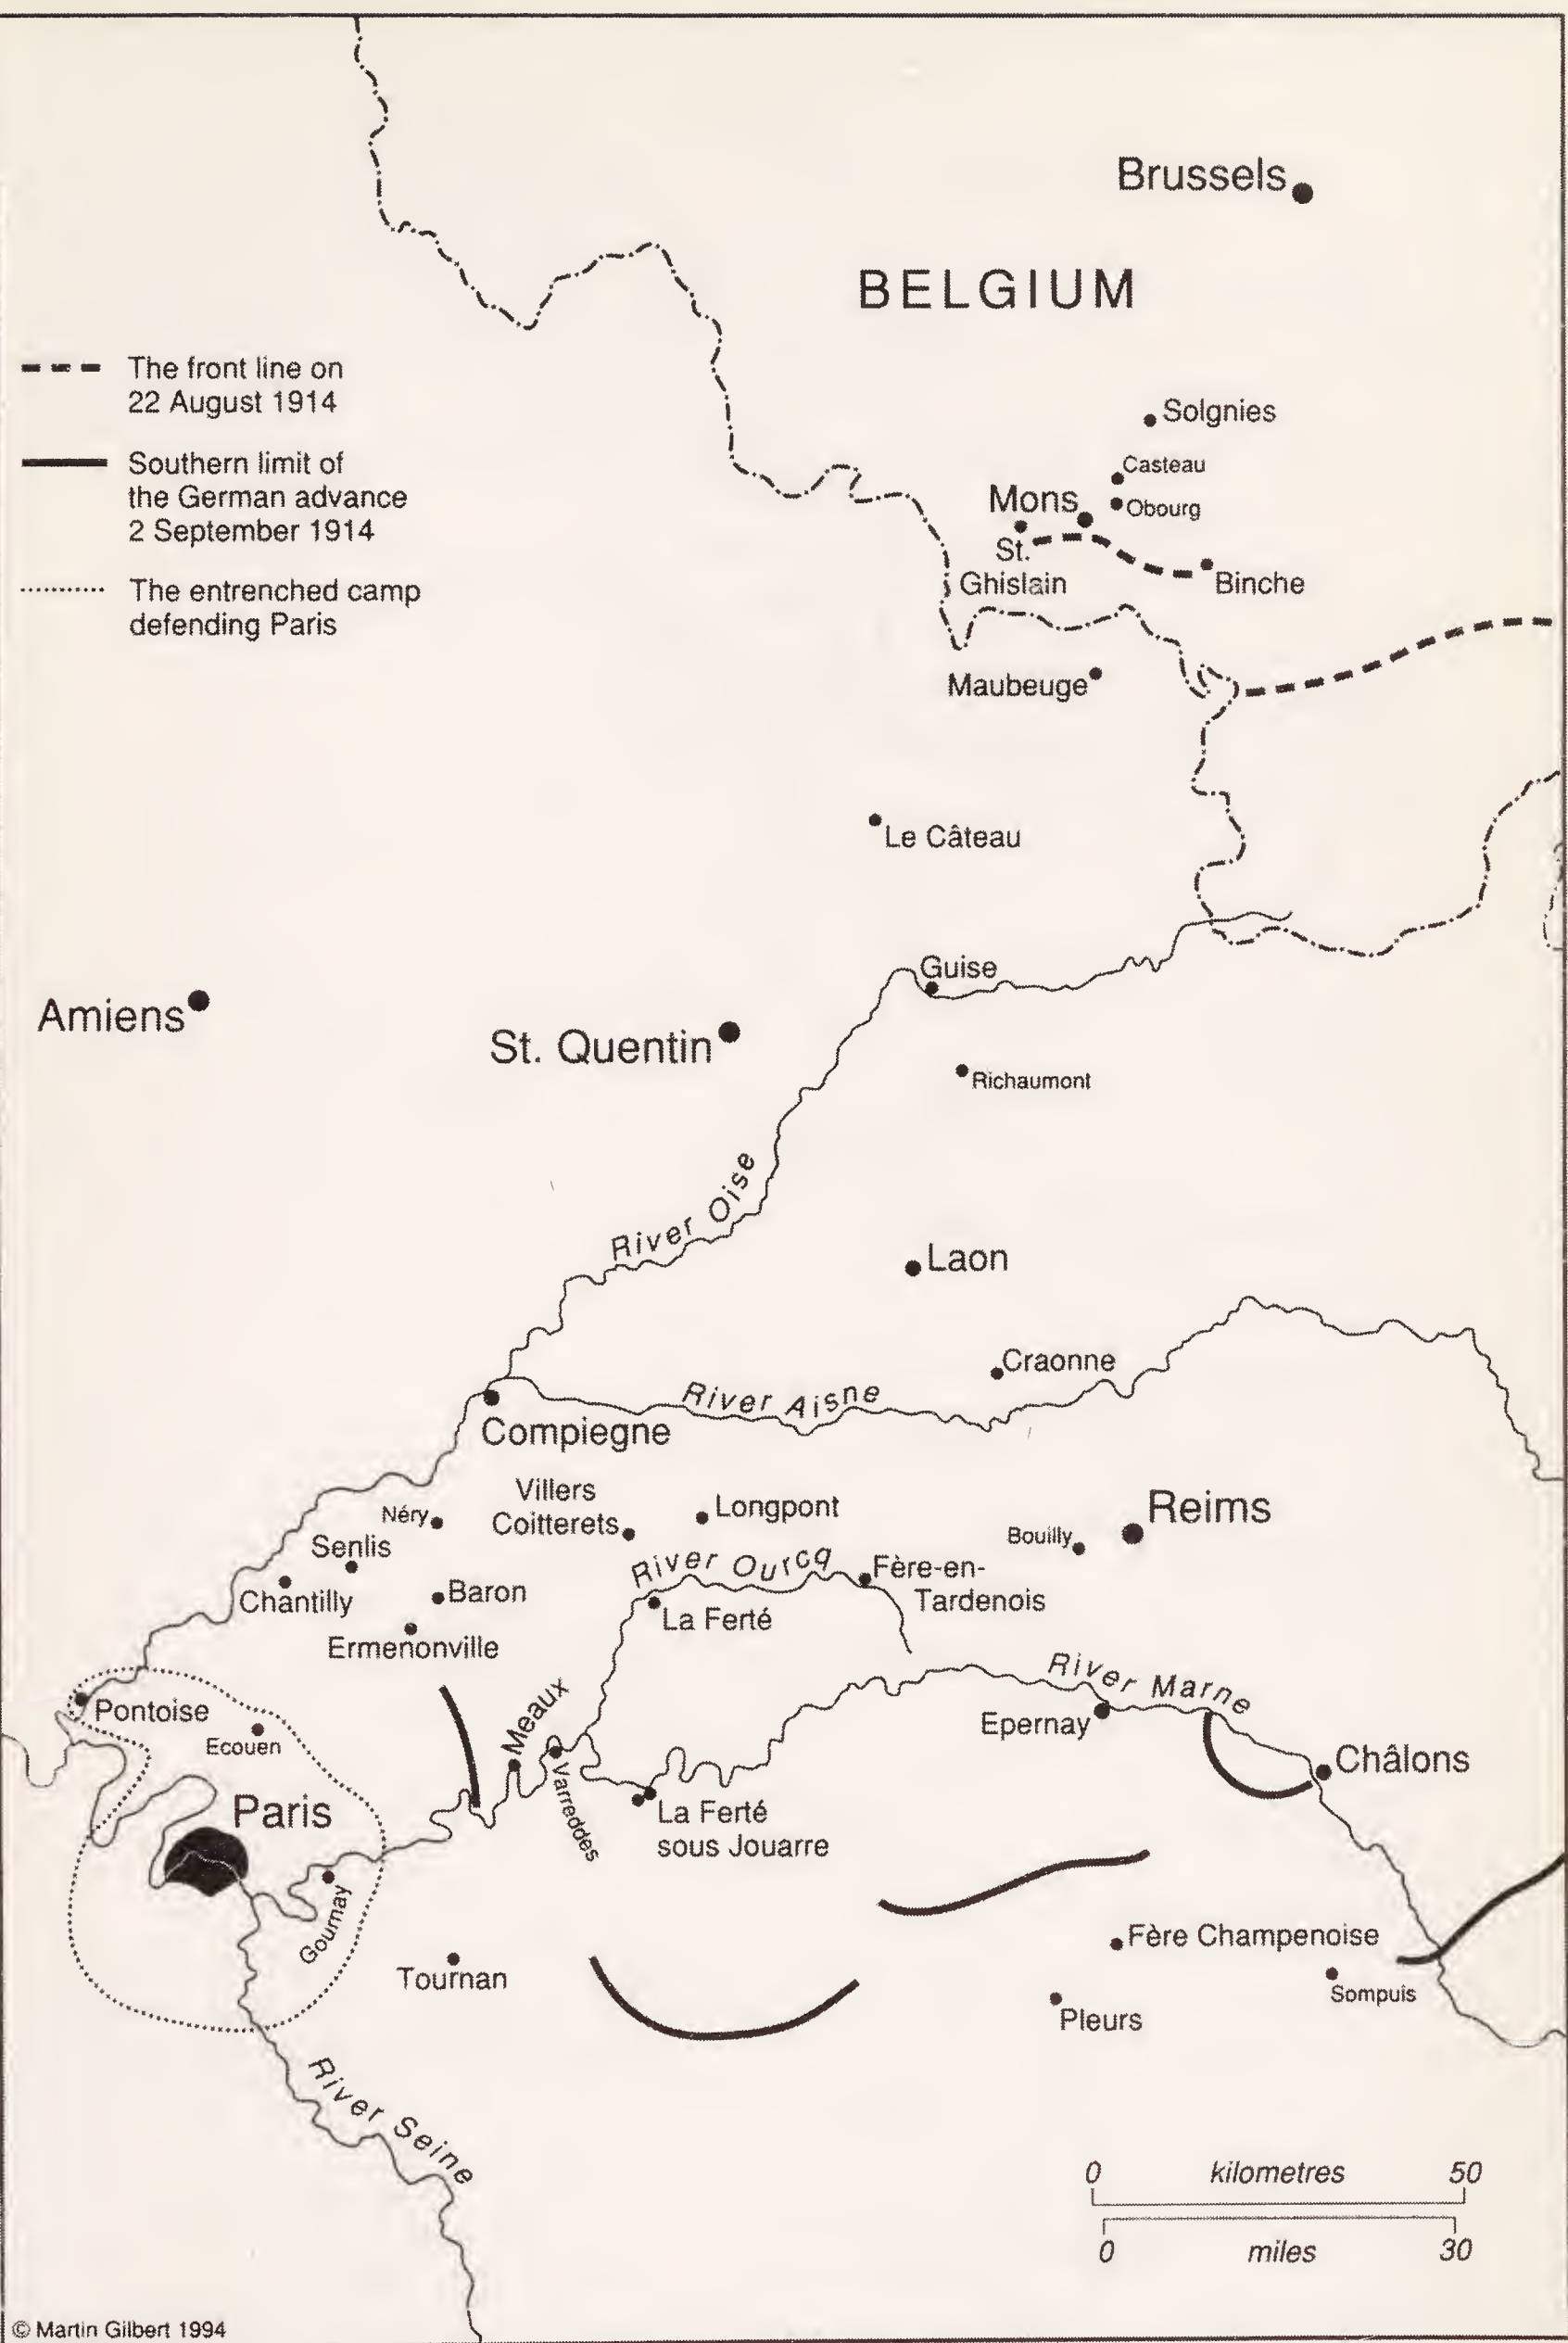 Brussels
BELGIUM
The front line on
22 August 1914
Southern limit of
the German advance
2 September 1914
The entrenched camp
defending Paris
Solgnies
Casteau
Mons
Obourg
St.
Ghislain
Binche
Maubeuge
Le Câteau
Guise
Amiens
St. Quentin
Richaumont
River Oise
Laon
Craonne
River Aisne
Compiegne
Villers
Coitterets
Longpont
Néry
Reims
Bouilly
Senlis
River Ourcq
Fère-en-
Tardenois
Chantilly
Baron
La Ferté
Ermenonville
River Marne
Pontoise
Meaux
Epernay
Ecouen
Châlons
Varreddes
Paris
La Ferté
sous Jouarre
Gournay
Fère Champenoise
Tournan
Sompuis
Pleurs
River Seine
0 kilometres 50
0 miles 30
© Martin Gilbert 1994